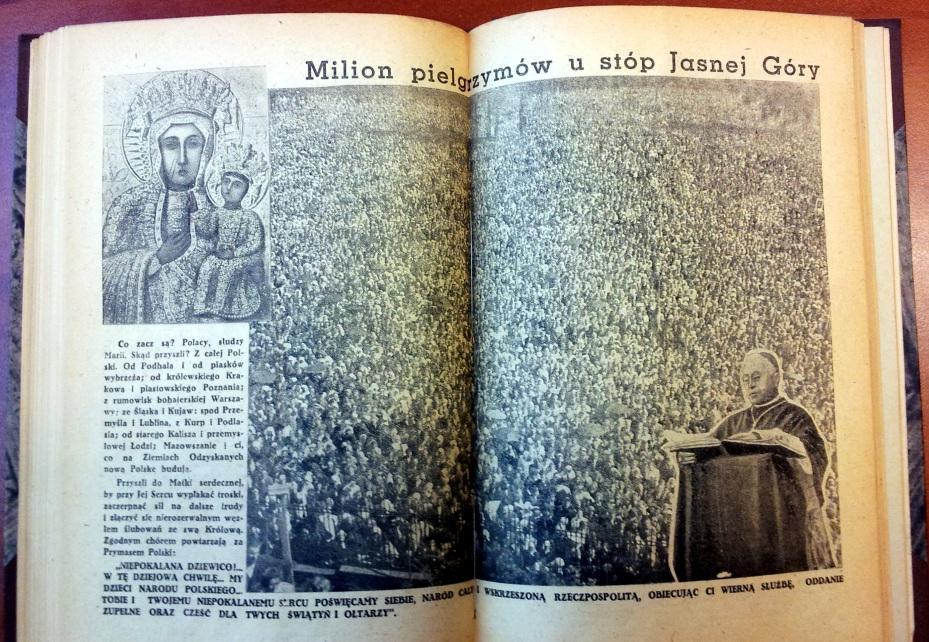 Milion pielgrzymów u stóp Jasnej Góry
Co zacz są? Polacy, słudzy
Marii. Skąd przyszli? Z całej Pol-
ski. Od Podhala i od piasków
wybrzeża; od królewskiego Kra-
kowa i piastowskiego Poznania;
z rumowisk bohaterskiej Warsza-
wy; ze Śląska i Kujaw: spod Prze-
myśla i Lublina, z Kurp i Podla-
sia; od starego Kalisza i przemys-
łowej Łodzi; Mazowszanie i ci,
co na Ziemiach Odzyskanych
nową Polskę budują.
Przyszli do Matki serdecznej,
by przy Jej Sercu wypłakać troski,
zaczerpnąć sił na dalsze trudy
i złączyć się nierozerwalnym węz-
łem ślubowań ze swą Królową.
Zgodnym chórem powtarzają za
Prymasem Polski:
„NIEPOKALANA DZIEWICO!...
W TĘ DZIEJOWĄ CHWILĘ... MY
DZIECI NARODU POLSKIEGO...
TOBIE I TWOJEMU NIEPOKALANEMU SERCU POŚWIĘCAMY SIEBIE, NARÓD CAŁY I WSKRZESZONĄ RZECZPOSPOLITĄ, OBIECUJĄC CI WIERNĄ SŁUŻBĘ, ODDANIE
ZUPEŁNE ORAZ CZEŚĆ DLA TWYCH ŚWIĄTYŃ I OŁTARZY".